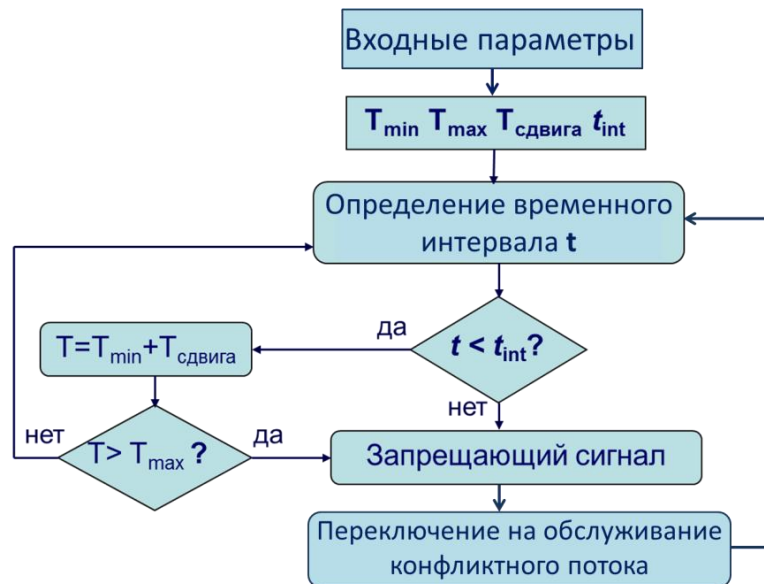 Входные параметры
Tmin Tmax Tсдвига tint
Определение временного
интервала t
да
t < tint?
T=Tmin+Tсдвига
нет
нет
T> Tmax ?
да
Запрещающий сигнал
Переключение на обслуживание
конфликтного потока